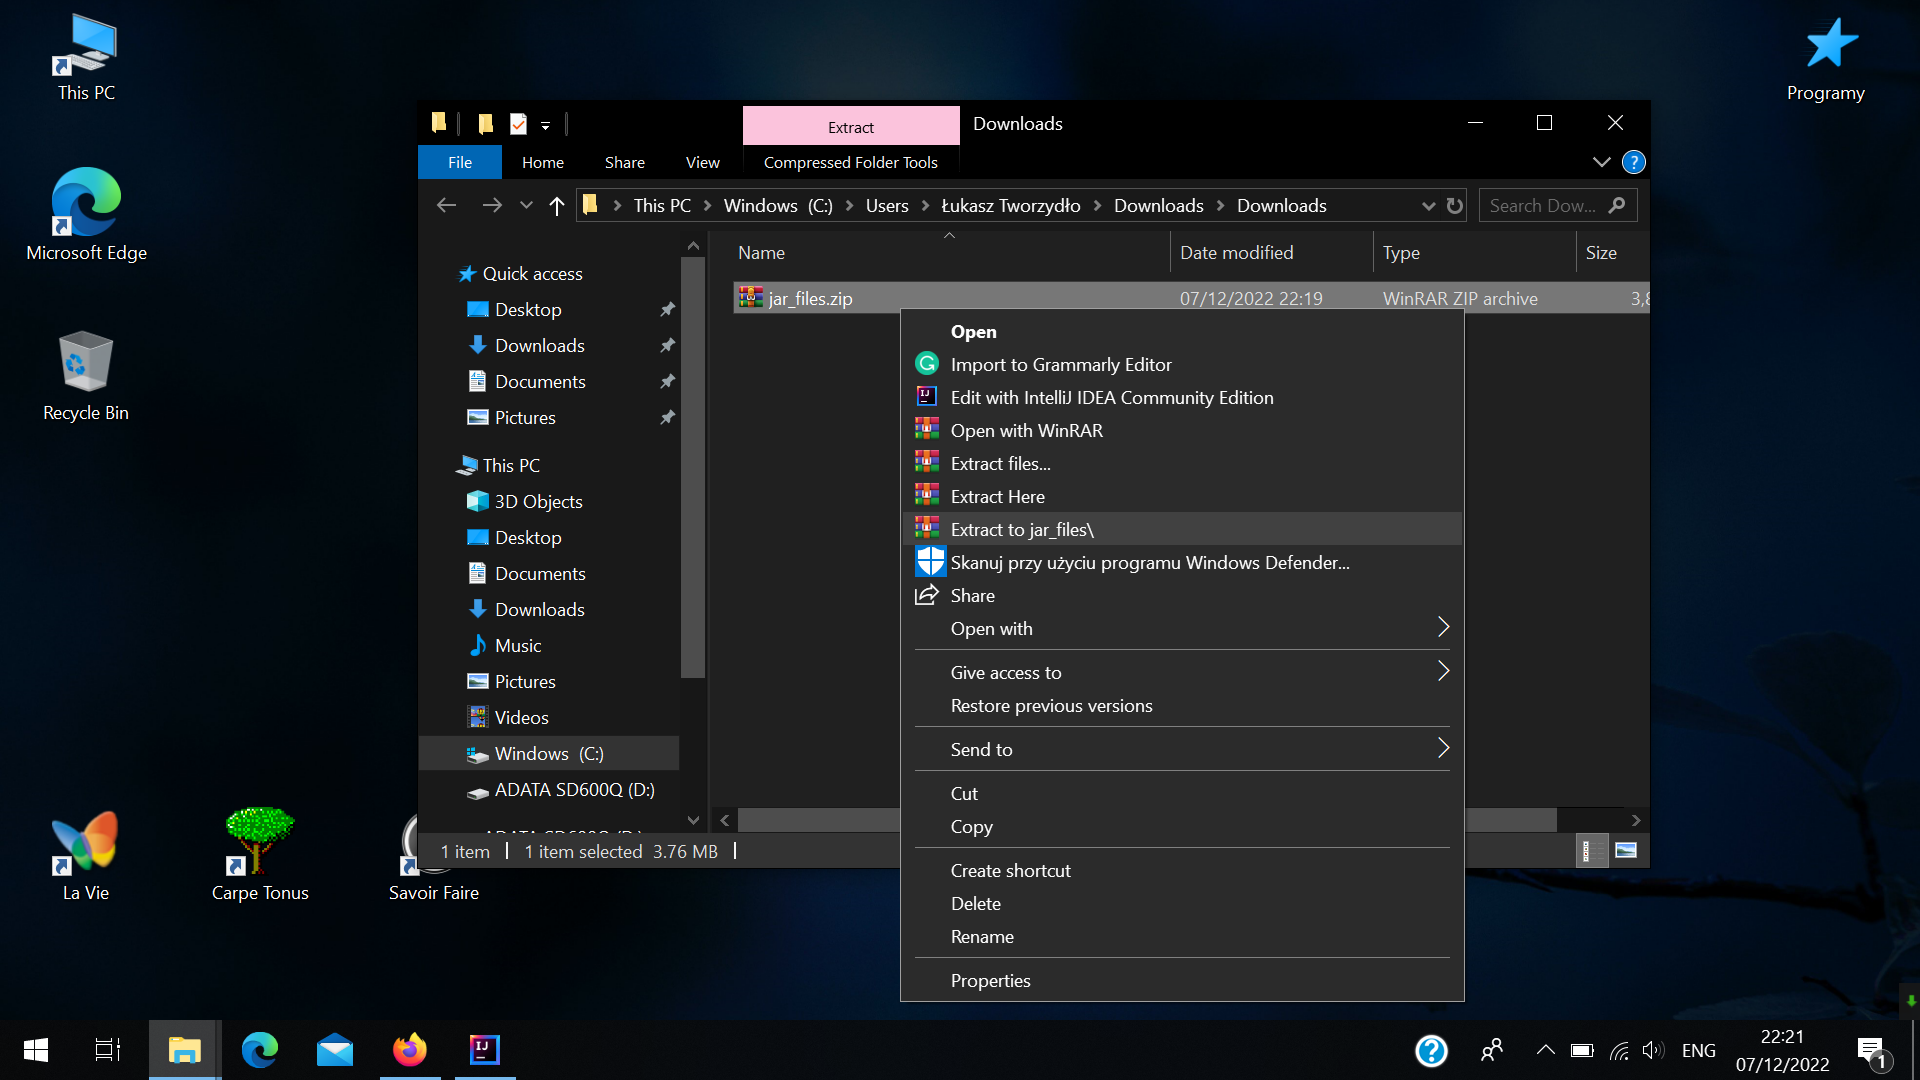 This PC
Programy
Microsoft Edge
Recycle Bin
La Vie
Carpe Tonus
Savoir Faire
Extract
Downloads
File
Home
Share
View
Compressed Folder Tools
?
This PC
Windows (C:)
Users
Łukasz Tworzydło
Downloads
Downloads
Search Dow...
Quick access
Desktop
Downloads
Documents
Pictures
This PC
3D Objects
Desktop
Documents
Downloads
Music
Pictures
Videos
Windows (C:)
ADATA SD600Q (D:)
Name
Date modified
Type
Size
jar_files.zip
07/12/2022 22:19
WinRAR ZIP archive
3,8
Open
Import to Grammarly Editor
Edit with IntelliJ IDEA Community Edition
Open with WinRAR
Extract files...
Extract Here
Extract to jar_files\
Skanuj przy użyciu programu Windows Defender...
Share
Open with
Give access to
Restore previous versions
Send to
Cut
Copy
Create shortcut
Delete
Rename
Properties
1 item
1 item selected 3.76 MB
IJ
?
ENG
22:21
07/12/2022
1